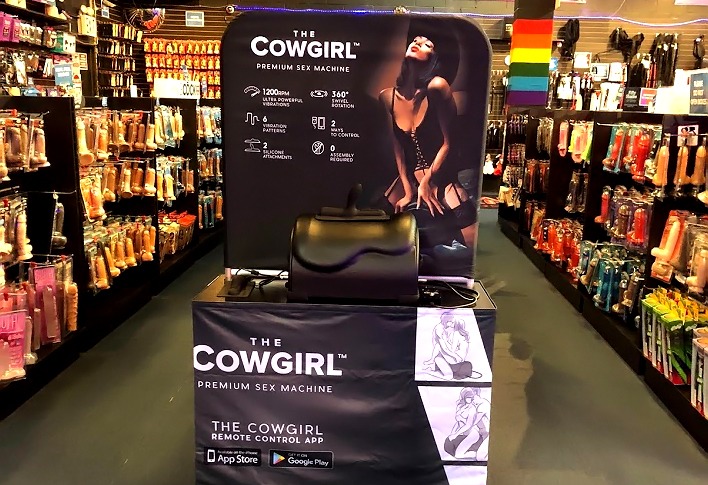 THE
COWGIRL™
PREMIUM SEX MACHINE
1200RPM
ULTRA POWERFUL
VIBRATIONS
360°
SWIVEL
ROTATION
6
VIBRATION
PATTERNS
2
WAYS
TO CONTROL
2
SILICONE
ATTACHMENTS
0
ASSEMBLY
REQUIRED
THE
COWGIRL™
PREMIUM SEX MACHINE
THE COWGIRL
REMOTE CONTROL APP
App Store
GET IT ON
Google Play